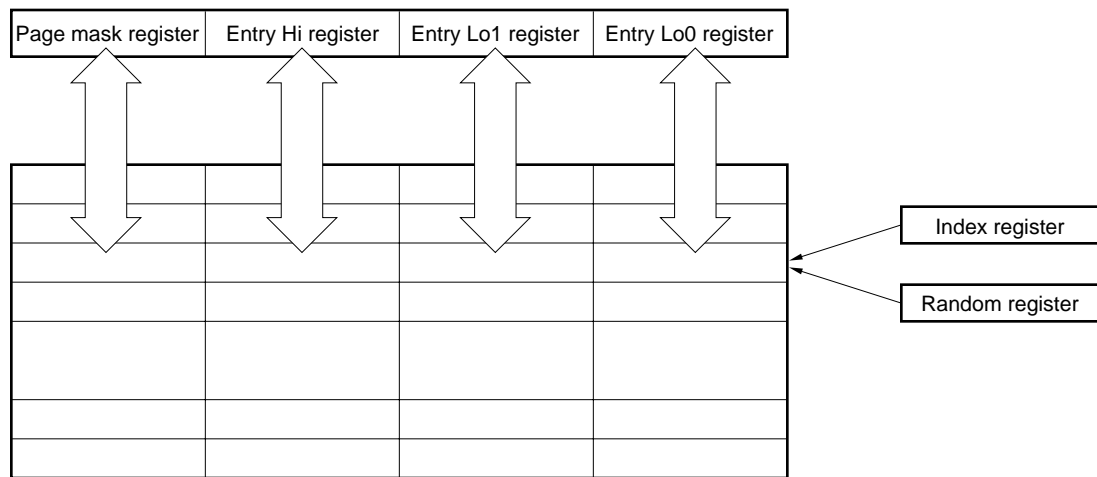 Page mask register
Entry Hi register
Entry Lo1 register
Entry Lo0 register
Index register
Random register